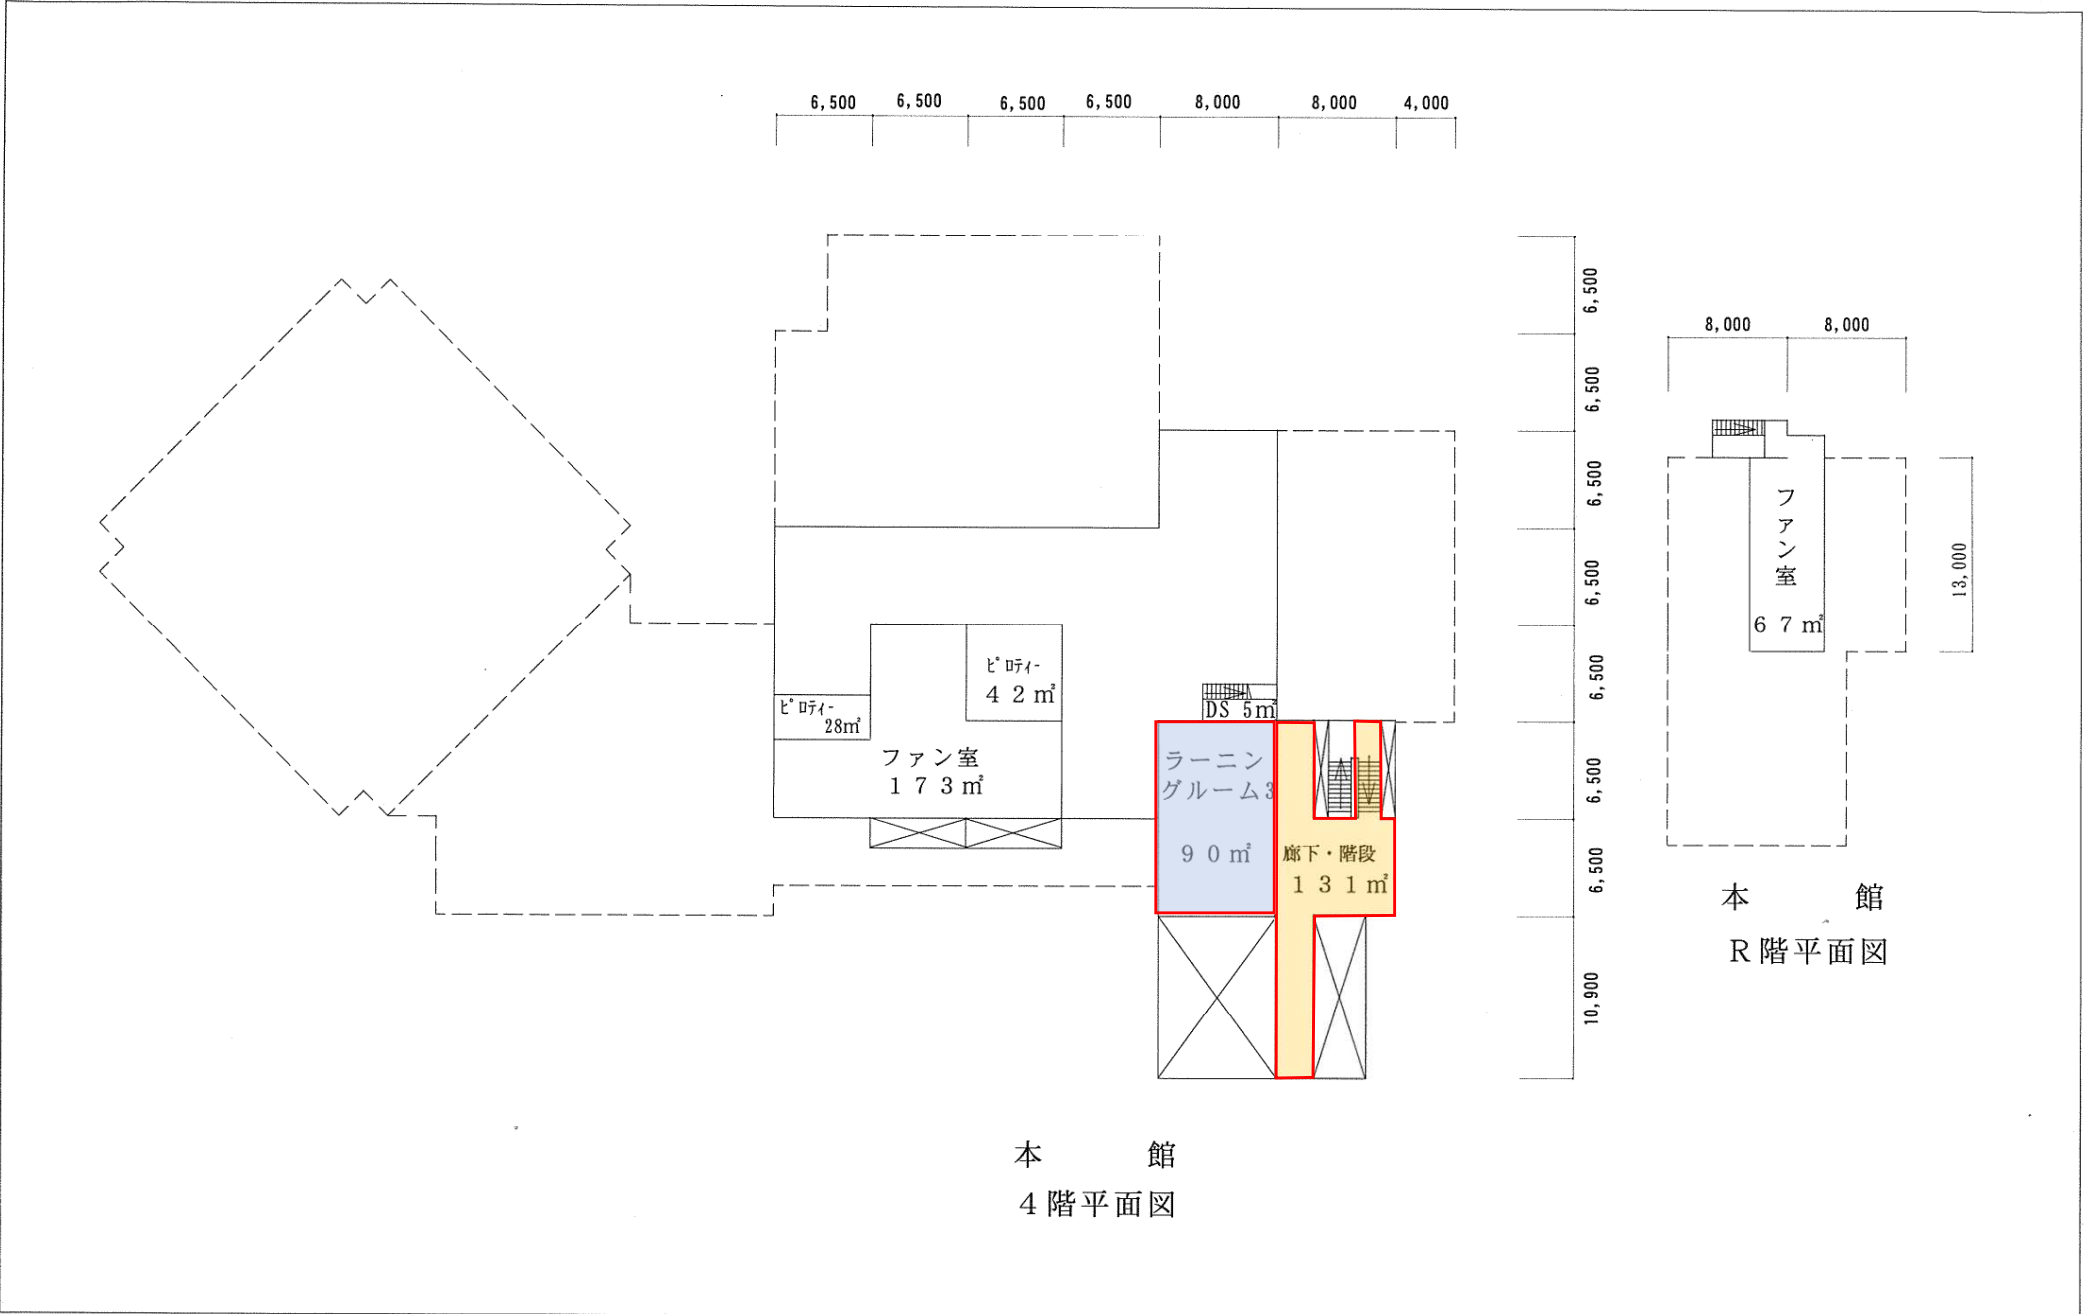 6,500 6,500 6,500 6,500 8,000 8,000 4,000
6,500
6,500
6,500
6,500
6,500
6,500
6,500
10,900
ピロティー
42㎡
ピロティー
28㎡
ファン室
173㎡
DS 5㎡
ラーニン
グルーム3
90㎡
廊下・階段
131㎡
本 館
4階平面図
8,000 8,000
13,000
ファン室
67㎡
本 館
R階平面図